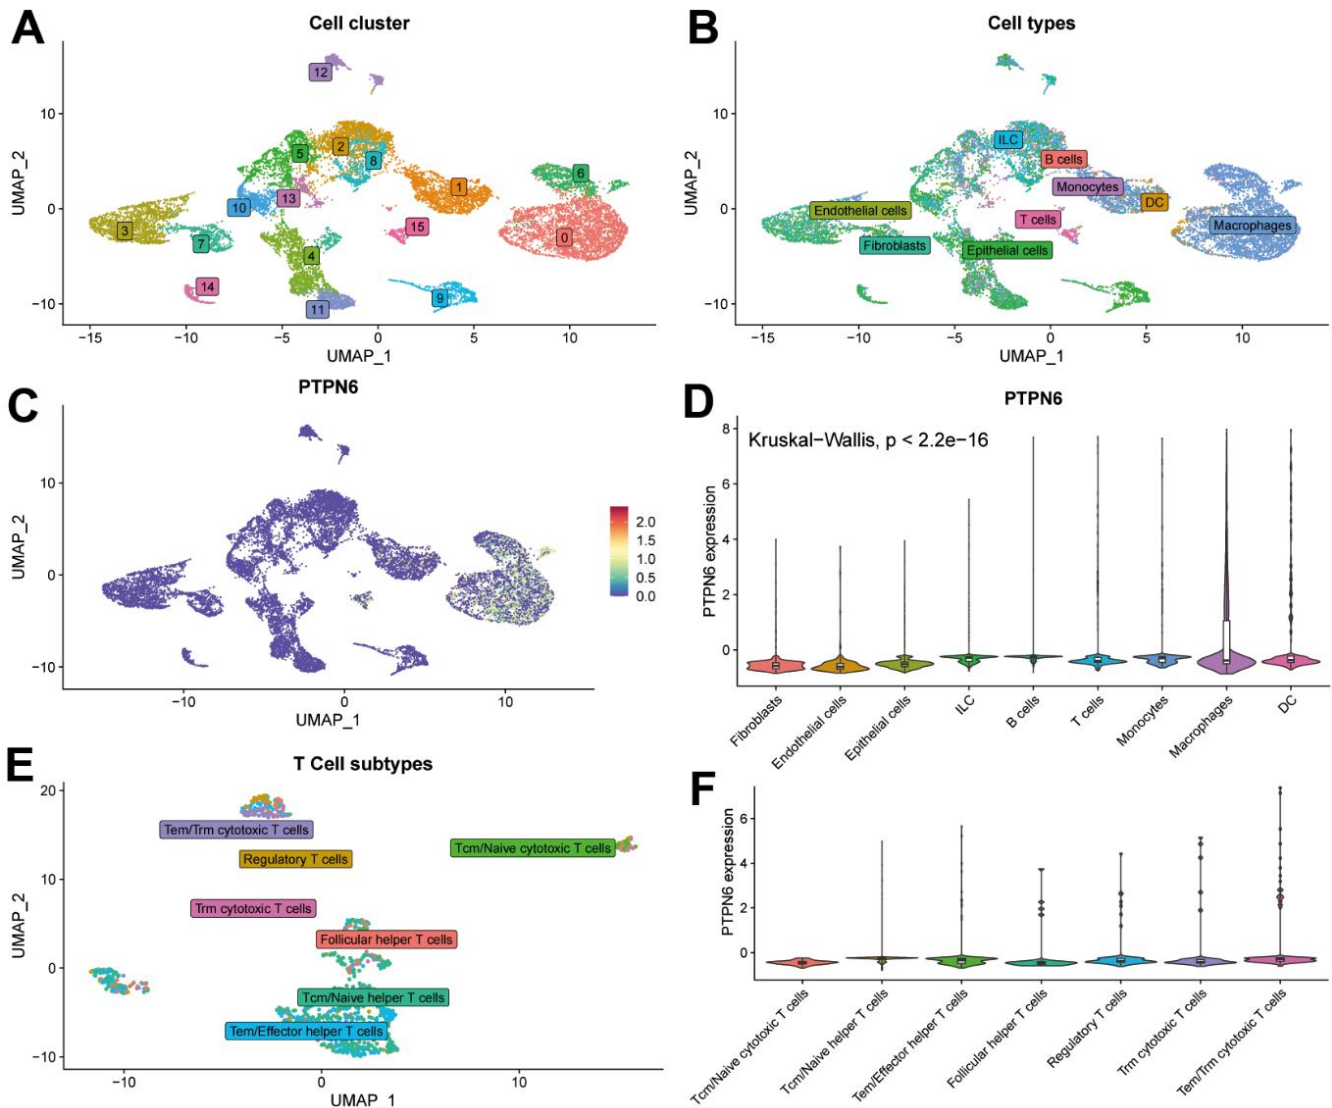 A
Cell cluster
UMAP_2
10
0
−10
12
5
2
8
13
10
1
6
0
15
3
7
4
14
11
9
−15
−10
−5
0
5
10
UMAP_1
B
Cell types
UMAP_2
10
0
−10
ILC
B cells
Monocytes
DC
Endothelial cells
T cells
Macrophages
Fibroblasts
Epithelial cells
−15
−10
−5
0
5
10
UMAP_1
C
PTPN6
UMAP_2
10
0
−10
2.0
1.5
1.0
0.5
0.0
−10
0
10
UMAP_1
D
PTPN6
Kruskal−Wallis, p < 2.2e−16
PTPN6 expression
8
6
4
2
0
Fibroblasts
Endothelial cells
Epithelial cells
ILC
B cells
T cells
Monocytes
Macrophages
DC
E
T Cell subtypes
UMAP_2
20
10
0
−10
Tem/Trm cytotoxic T cells
Regulatory T cells
Tcm/Naive cytotoxic T cells
Trm cytotoxic T cells
Follicular helper T cells
Tcm/Naive helper T cells
Tem/Effector helper T cells
−10
0
10
UMAP_1
F
PTPN6 expression
6
4
2
0
Tcm/Naive cytotoxic T cells
Tcm/Naive helper T cells
Tem/Effector helper T cells
Follicular helper T cells
Regulatory T cells
Trm cytotoxic T cells
Tem/Trm cytotoxic T cells